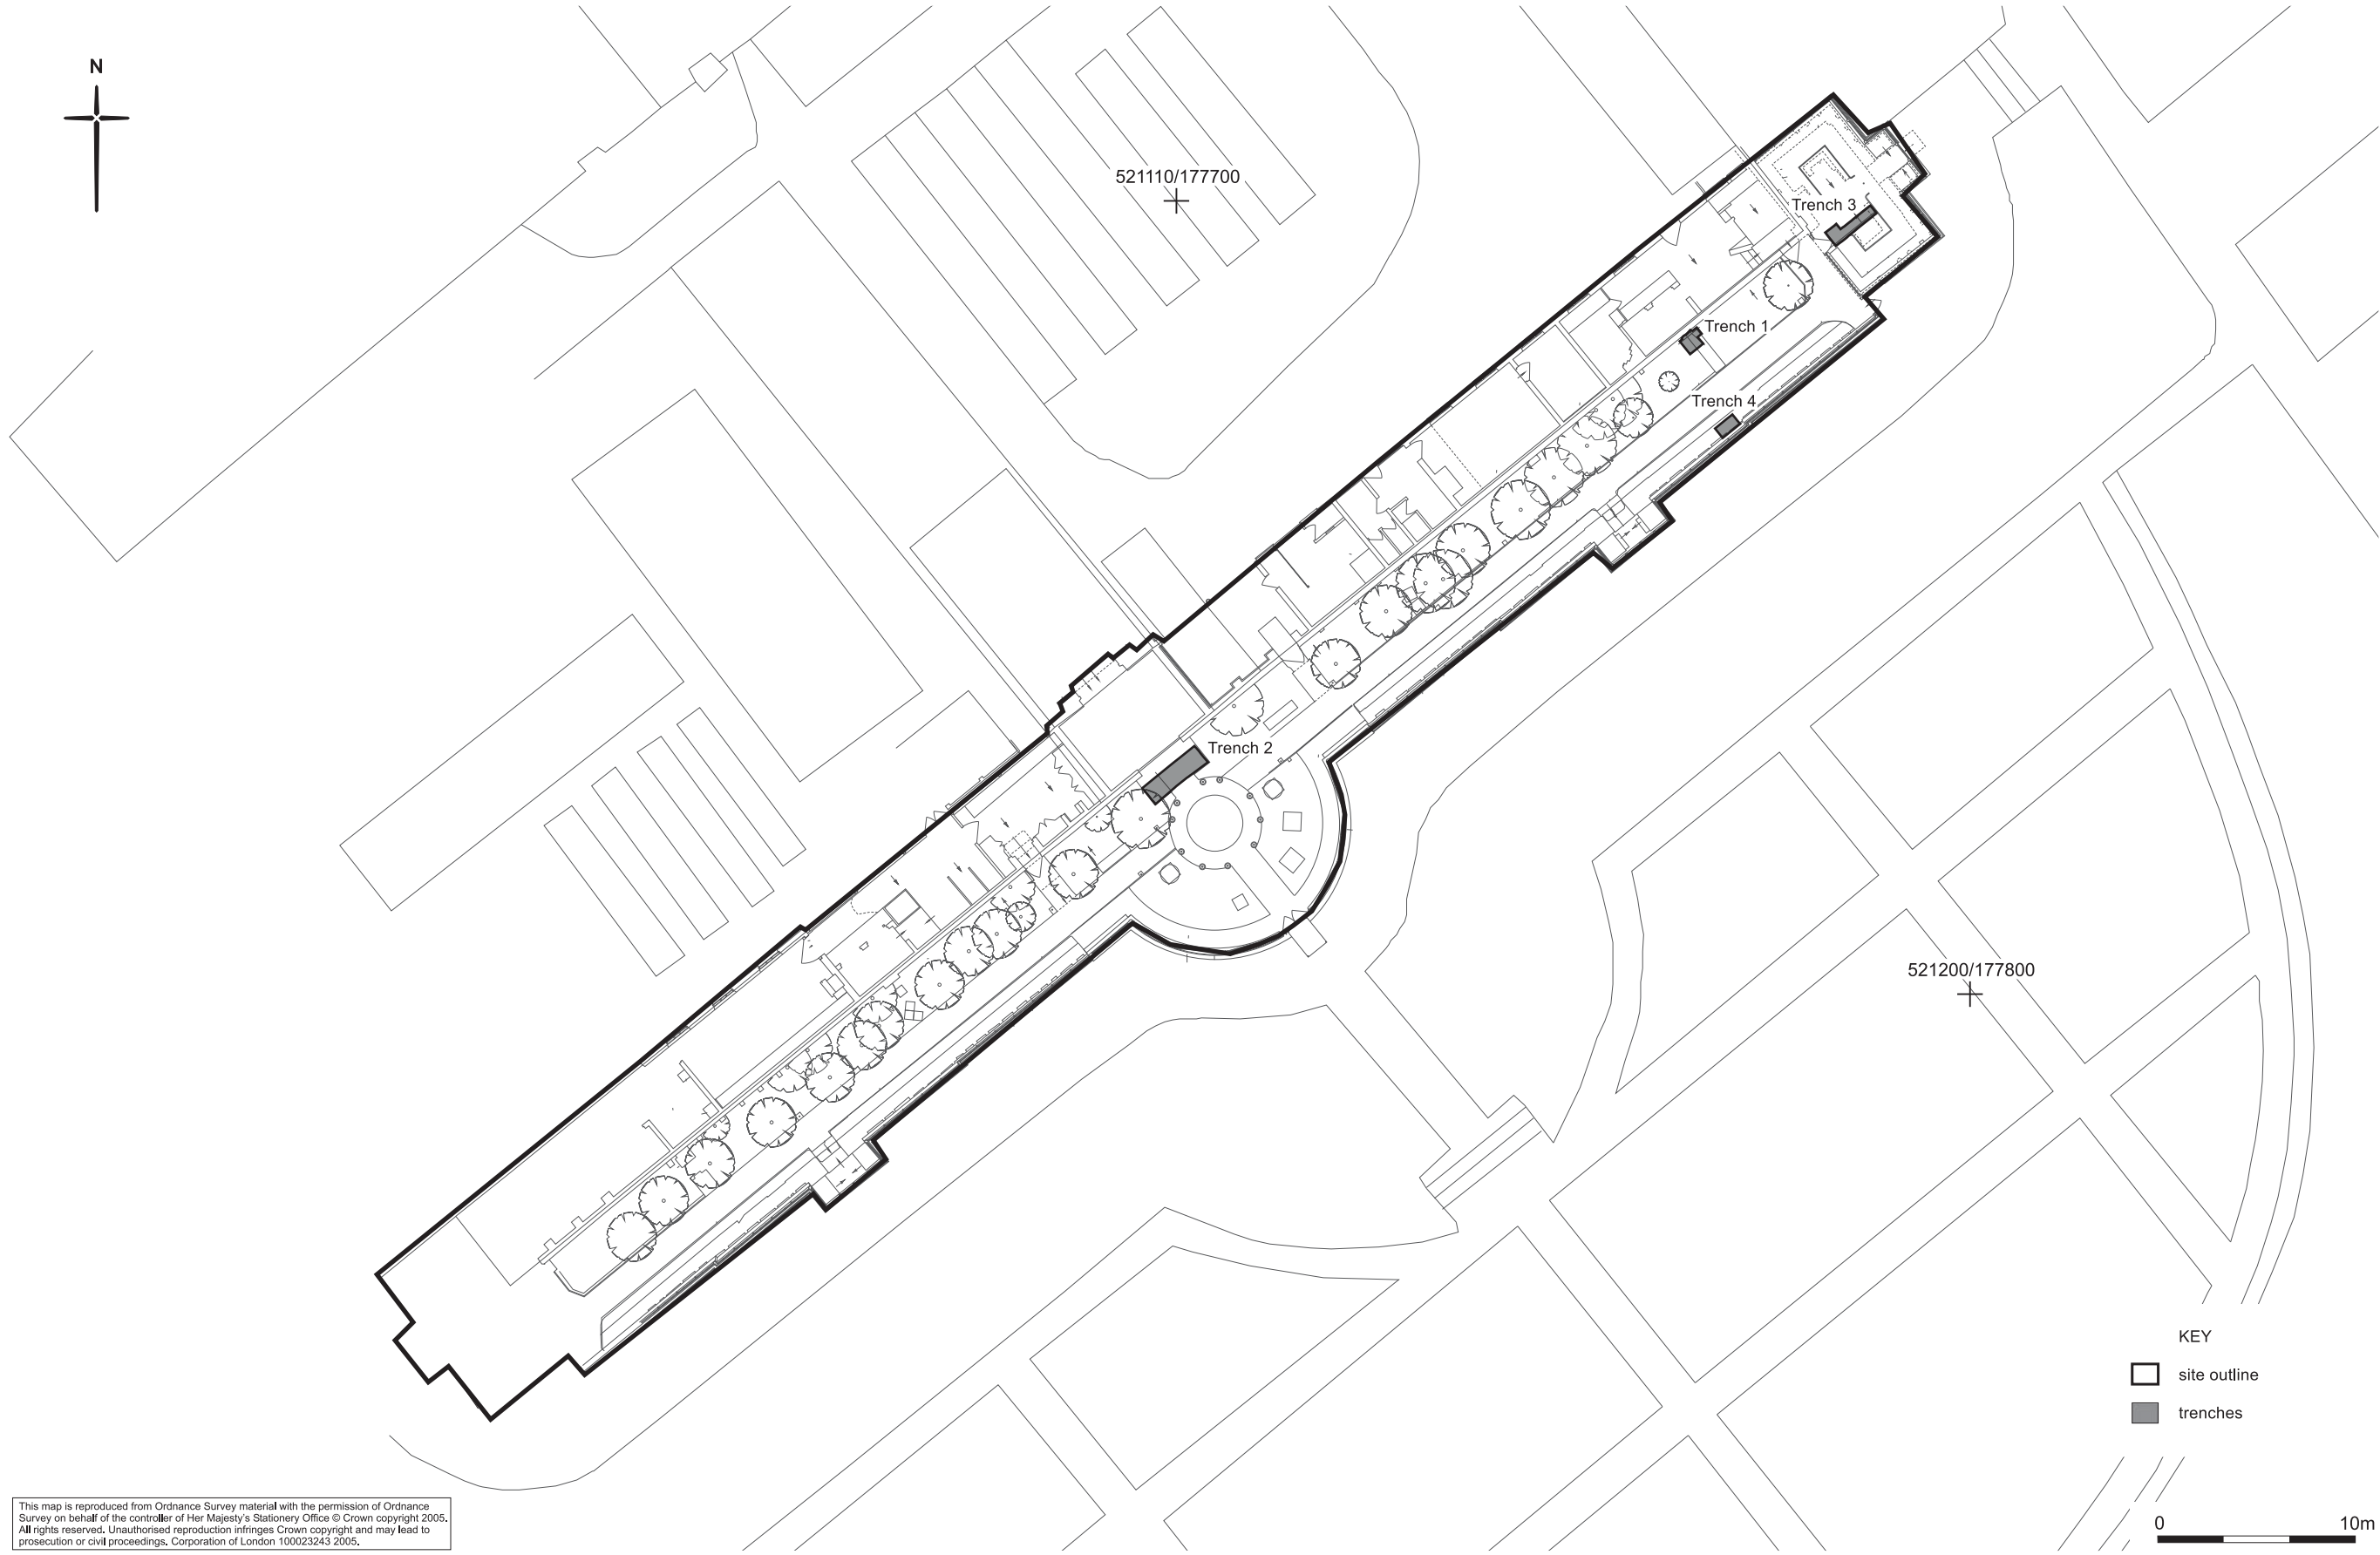 N
521110/177700
Trench 3
Trench 1
Trench 4
Trench 2
521200/177800
KEY
site outline
trenches
0 10m
This map is reproduced from Ordnance Survey material with the permission of Ordnance
Survey on behalf of the controller of Her Majesty's Stationery Office © Crown copyright 2005.
All rights reserved. Unauthorised reproduction infringes Crown copyright and may lead to
prosecution or civil proceedings. Corporation of London 100023243 2005.